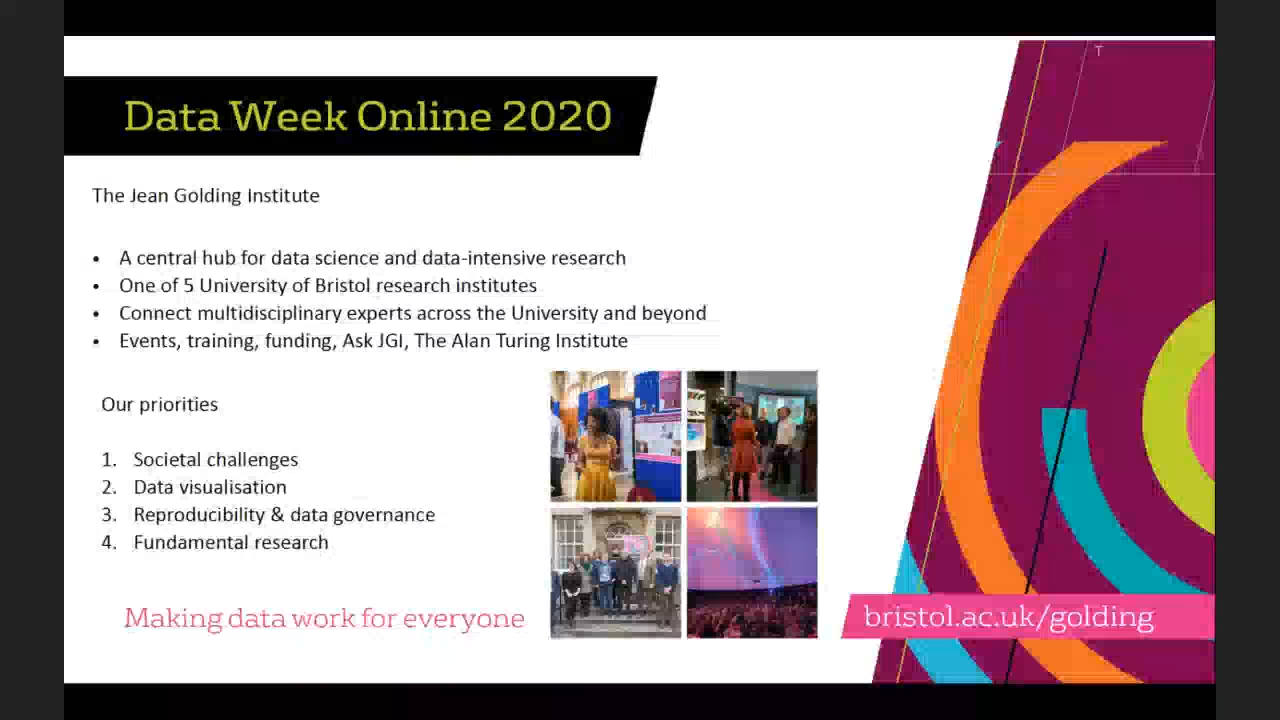 Data Week Online 2020
The Jean Golding Institute
• A central hub for data science and data-intensive research
• One of 5 University of Bristol research institutes
• Connect multidisciplinary experts across the University and beyond
• Events, training, funding, Ask JGI, The Alan Turing Institute
Our priorities
1. Societal challenges
2. Data visualisation
3. Reproducibility & data governance
4. Fundamental research
Making data work for everyone
bristol.ac.uk/golding
T